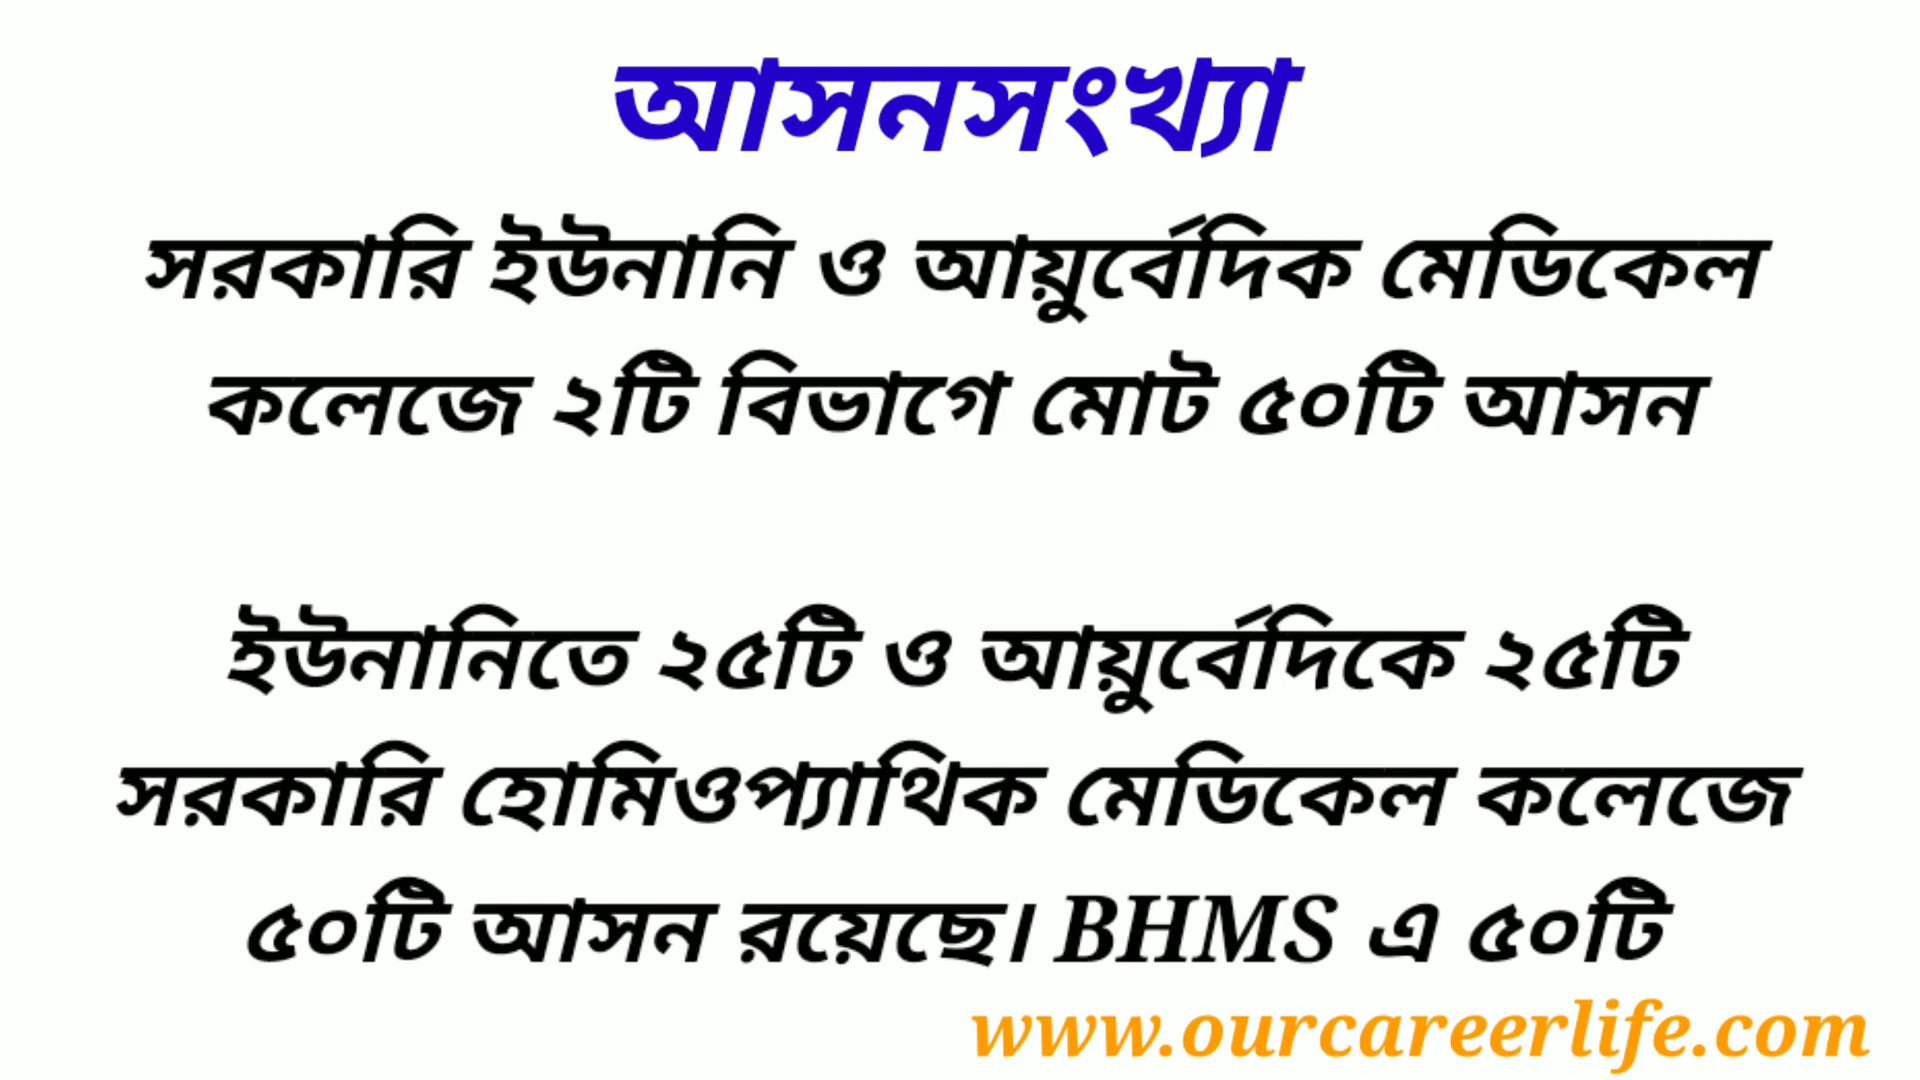 আসনসংখ্যা
সরকারি ইউনানি ও আয়ুর্বেদিক মেডিকেল
কলেজে ২টি বিভাগে মোট ৫০টি আসন
ইউনানিতে ২৫টি ও আয়ুর্বেদিকে ২৫টি
সরকারি হোমিওপ্যাথিক মেডিকেল কলেজে
৫০টি আসন রয়েছে। BHMS এ ৫০টি
www.ourcareerlife.com